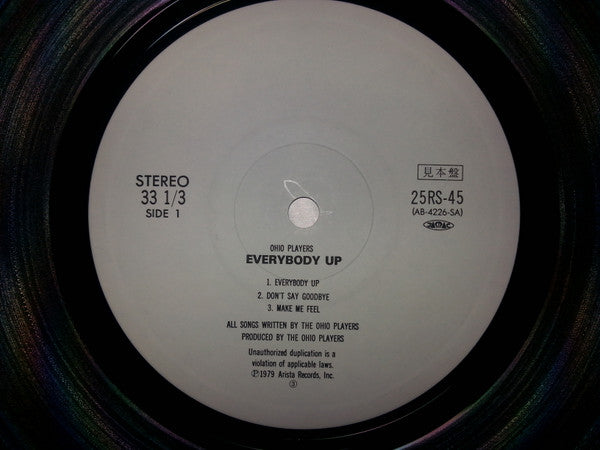 STEREO
33 1/3
SIDE 1
見本盤
25RS-45
(AB-4226-SA)
JASRAC
OHIO PLAYERS
EVERYBODY UP
1. EVERYBODY UP
2. DON'T SAY GOODBYE
3. MAKE ME FEEL
ALL SONGS WRITTEN BY THE OHIO PLAYERS
PRODUCED BY THE OHIO PLAYERS
Unauthorized duplication is a
violation of applicable laws.
Ⓟ1979 Arista Records, Inc.
③